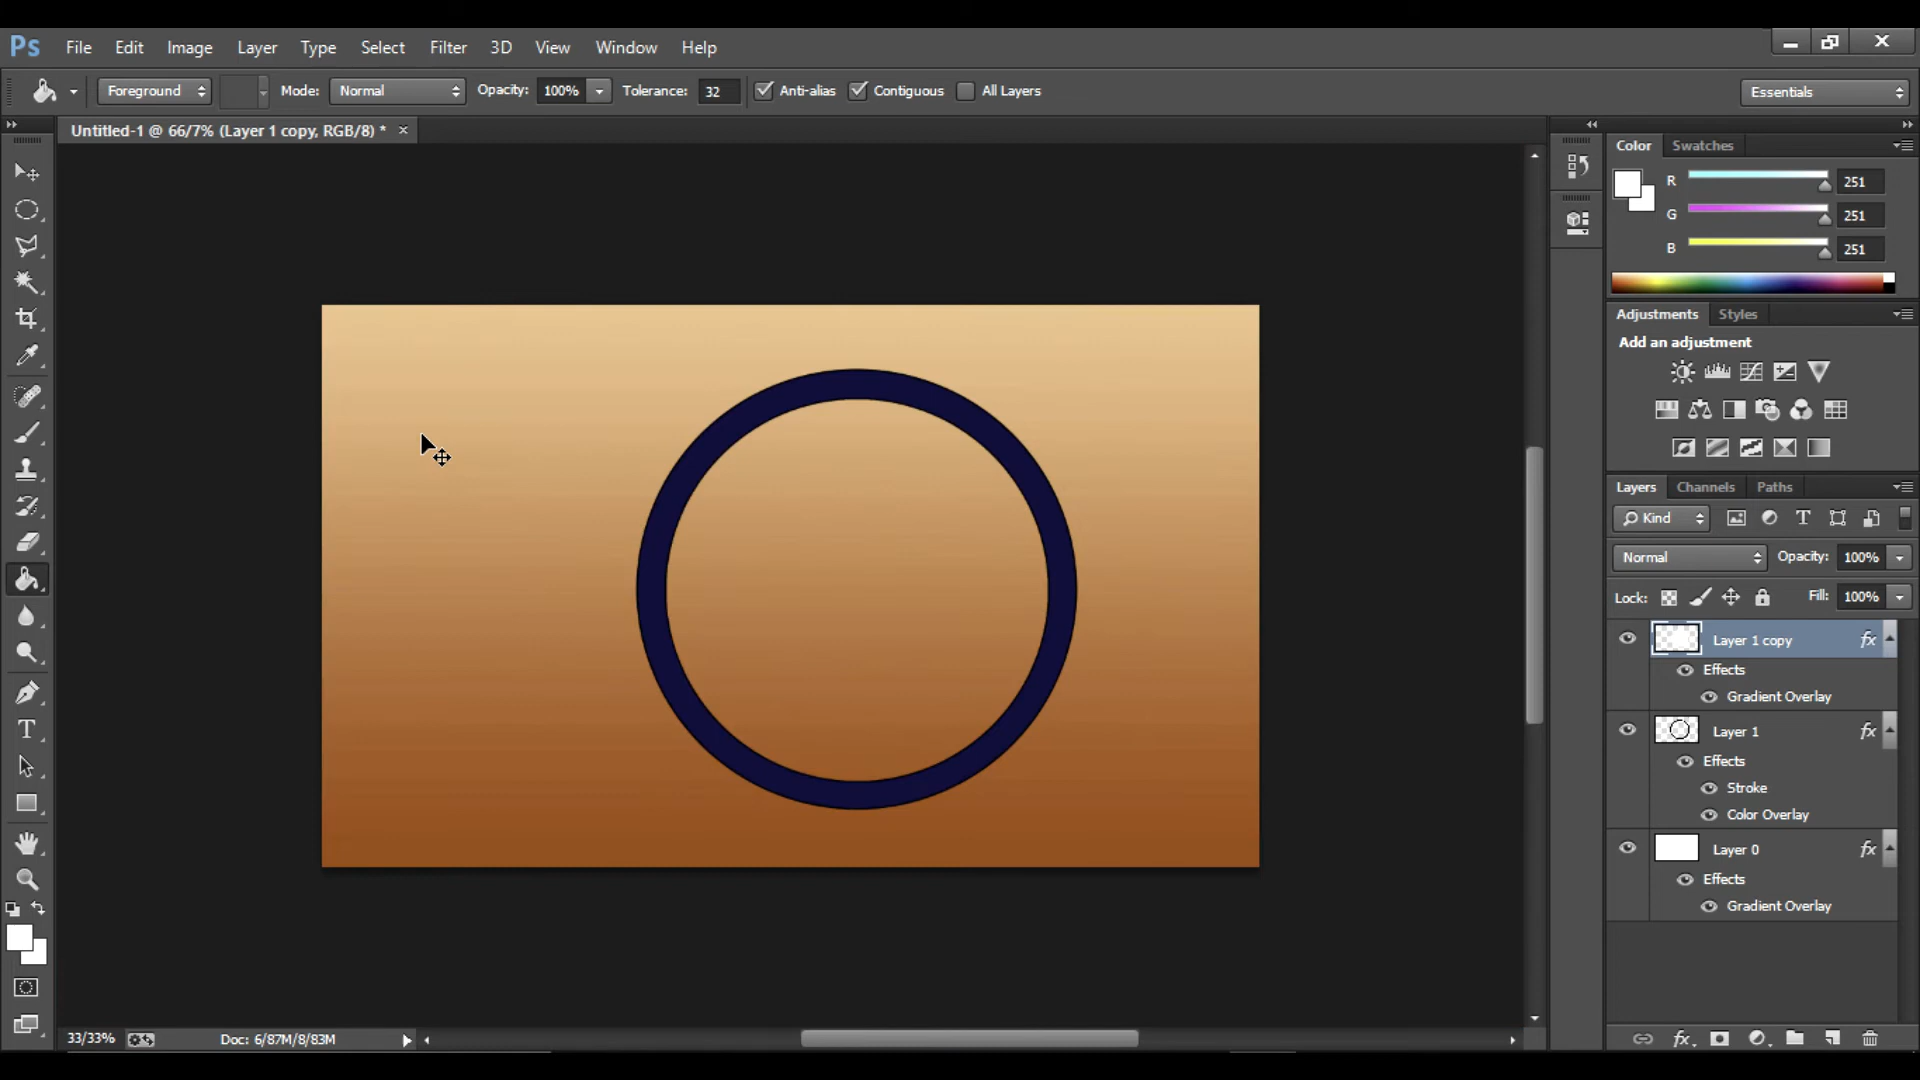 Ps File Edit Image Layer Type Select Filter 3D View Window Help
Foreground Mode: Normal Opacity: 100% Tolerance: 32 Anti-alias Contiguous All Layers Essentials
Untitled-1 @ 66/7% (Layer 1 copy, RGB/8) * ×
Color Swatches
R 251
G 251
B 251
Adjustments Styles
Add an adjustment
Layers Channels Paths
Kind
Normal Opacity: 100%
Lock: Fill: 100%
Layer 1 copy fx
Effects
Gradient Overlay
Layer 1 fx
Effects
Stroke
Color Overlay
Layer 0 fx
Effects
Gradient Overlay
33/33% Doc: 6/87M/8/83M